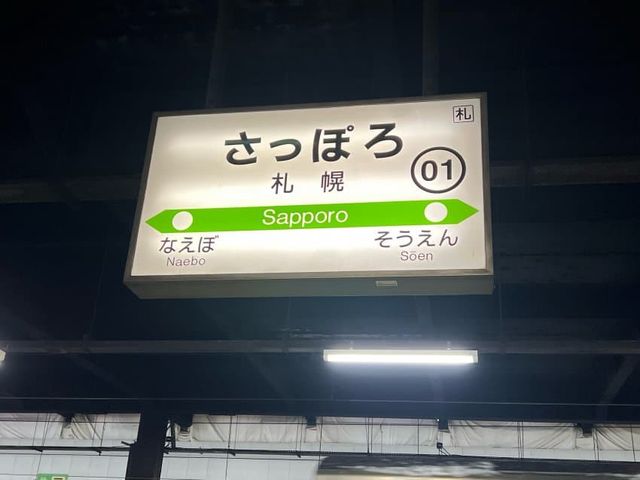 札
さっぽろ
01
札幌
Sapporo
なえぼ
Naebo
そうえん
Sōen